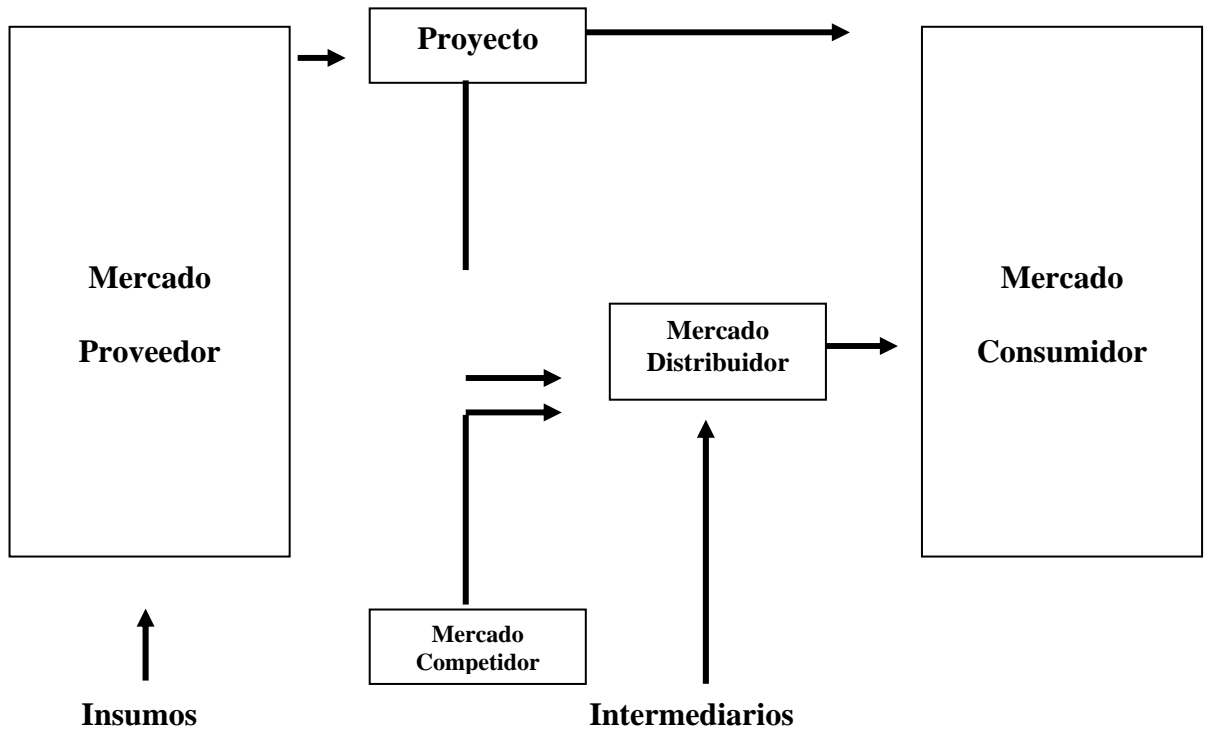 Proyecto
Mercado
Proveedor
Mercado
Distribuidor
Mercado
Consumidor
Mercado
Competidor
Insumos
Intermediarios